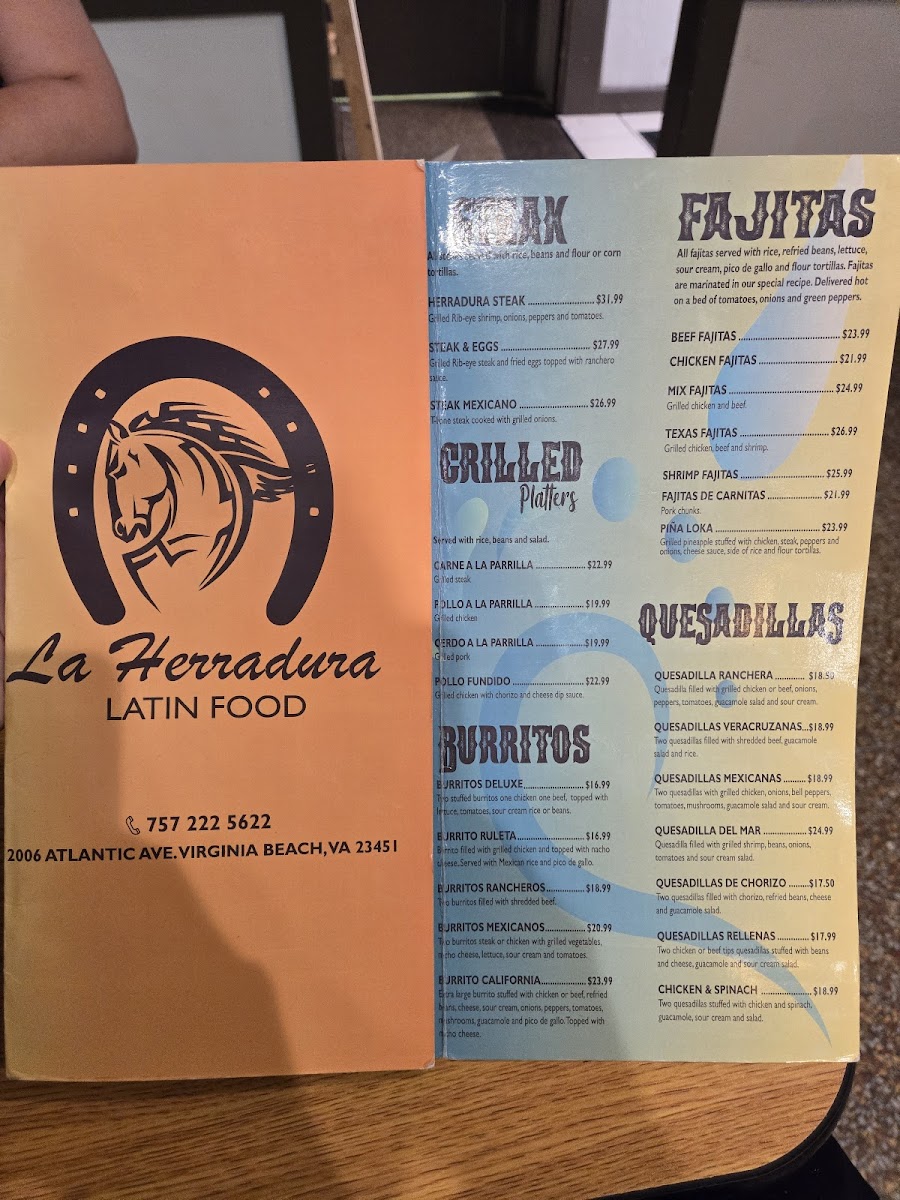 La Herradura
LATIN FOOD
757 222 5622
2006 ATLANTIC AVE. VIRGINIA BEACH, VA 23451
STEAK
with rice, beans and flour or corn
tortillas.
HERRADURA STEAK ........................ $31.99
Grilled Rib-eye shrimp, onions, peppers and tomatoes.
STEAK & EGGS ................................ $27.99
Grilled Rib-eye steak and fried eggs topped with ranchero
sauce.
STEAK MEXICANO ......................... $26.99
T-bone steak cooked with grilled onions.
GRILLED
Platters
Served with rice, beans and salad.
CARNE A LA PARRILLA .................. $22.99
Grilled steak
POLLO A LA PARRILLA ................... $19.99
Grilled chicken
CERDO A LA PARRILLA ................... $19.99
Grilled pork
POLLO FUNDIDO .......................... $22.99
Grilled chicken with chorizo and cheese dip sauce.
BURRITOS
BURRITOS DELUXE...................... $16.99
Two stuffed burritos one chicken one beef, topped with
lettuce, tomatoes, sour cream rice or beans.
BURRITO RULETA ........................ $16.99
Burrito filled with grilled chicken and topped with nacho
cheese. Served with Mexican rice and pico de gallo.
BURRITOS RANCHEROS.............. $18.99
Two burritos filled with shredded beef.
BURRITOS MEXICANOS............... $20.99
Two burritos steak or chicken with grilled vegetables,
nacho cheese, lettuce, sour cream and tomatoes.
BURRITO CALIFORNIA................. $23.99
Extra large burrito stuffed with chicken or beef, refried
beans, cheese, sour cream, onions, peppers, tomatoes,
mushrooms, guacamole and pico de gallo. Topped with
nacho cheese.
FAJITAS
All fajitas served with rice, refried beans, lettuce,
sour cream, pico de gallo and flour tortillas. Fajitas
are marinated in our special recipe. Delivered hot
on a bed of tomatoes, onions and green peppers.
BEEF FAJITAS .................................. $23.99
CHICKEN FAJITAS ........................... $21.99
MIX FAJITAS .................................... $24.99
Grilled chicken and beef.
TEXAS FAJITAS ................................ $26.99
Grilled chicken, beef and shrimp.
SHRIMP FAJITAS .............................. $25.99
FAJITAS DE CARNITAS ................... $21.99
Pork chunks.
PIÑA LOKA ..................................... $23.99
Grilled pineapple stuffed with chicken, steak, peppers and
onions, cheese sauce, side of rice and flour tortillas.
QUESADILLAS
QUESADILLA RANCHERA ............ $18.50
Quesadilla filled with grilled chicken or beef, onions,
peppers, tomatoes, guacamole salad and sour cream.
QUESADILLAS VERACRUZANAS...$18.99
Two quesadillas filled with shredded beef, guacamole
salad and rice.
QUESADILLAS MEXICANAS .......... $18.99
Two quesadillas with grilled chicken, onions, bell peppers,
tomatoes, mushrooms, guacamole salad and sour cream.
QUESADILLA DEL MAR ................ $24.99
Quesadilla filled with grilled shrimp, beans, onions,
tomatoes and sour cream salad.
QUESADILLAS DE CHORIZO .........$17.50
Two quesadillas filled with chorizo, refried beans, cheese
and guacamole salad.
QUESADILLAS RELLENAS .............. $17.99
Two chicken or beef tips quesadillas stuffed with beans
and cheese, guacamole and sour cream salad.
CHICKEN & SPINACH ................... $18.99
Two quesadillas stuffed with chicken and spinach,
guacamole, sour cream and salad.